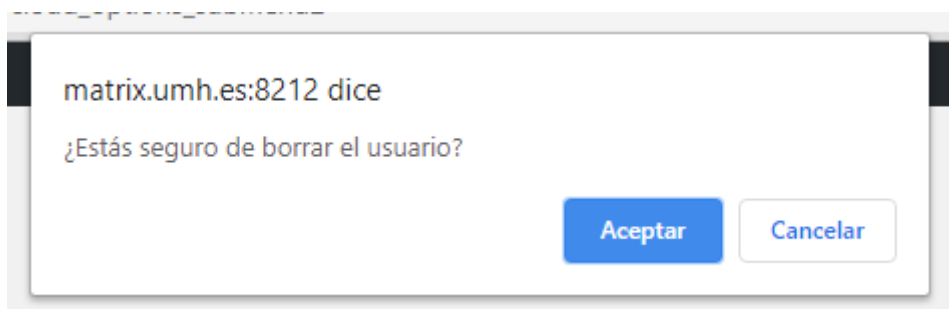 matrix.umh.es:8212 dice
¿Estás seguro de borrar el usuario?
Aceptar Cancelar